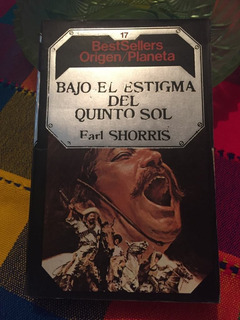 17
BestSellers
Origen/Planeta
BAJO EL ESTIGMA
DEL
QUINTO SOL
Earl SHORRIS